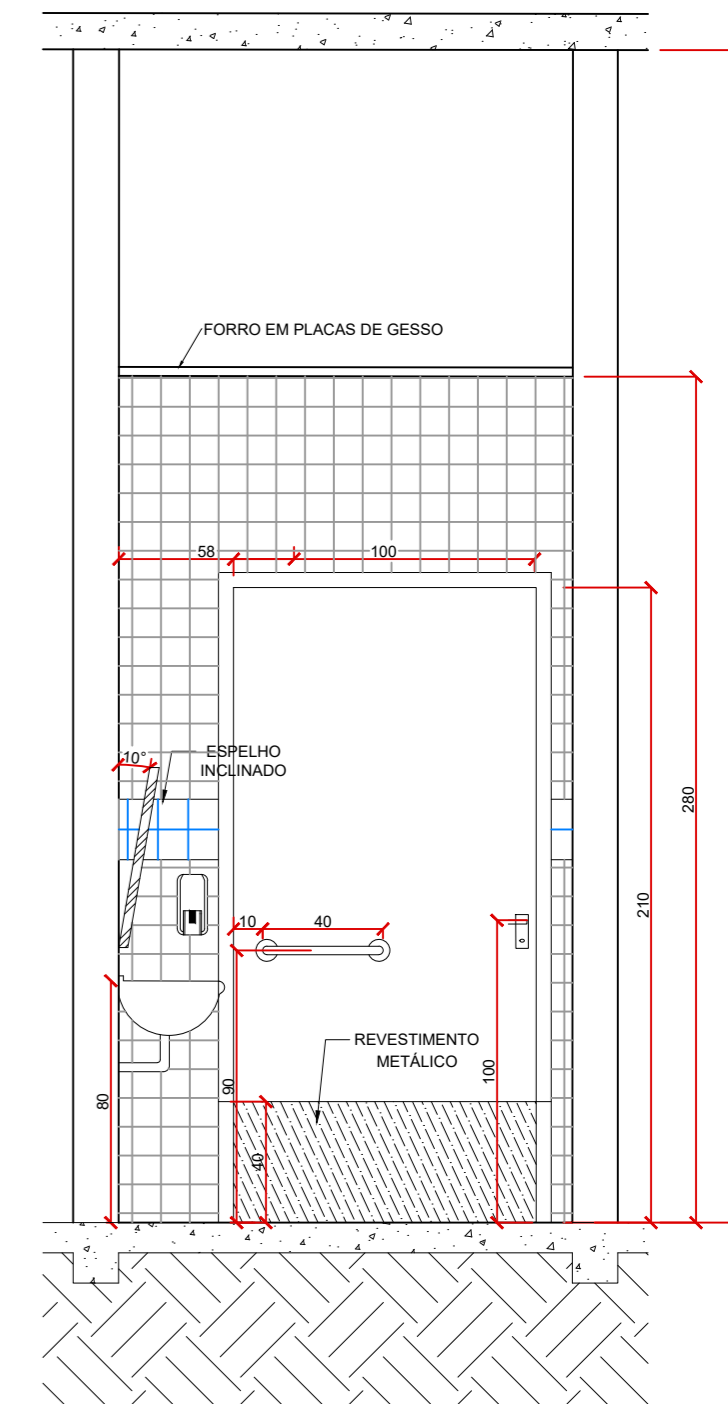 FORRO EM PLACAS DE GESSO
58
100
10°
ESPELHO
INCLINADO
280
210
10
40
REVESTIMENTO
METÁLICO
100
90
80
40